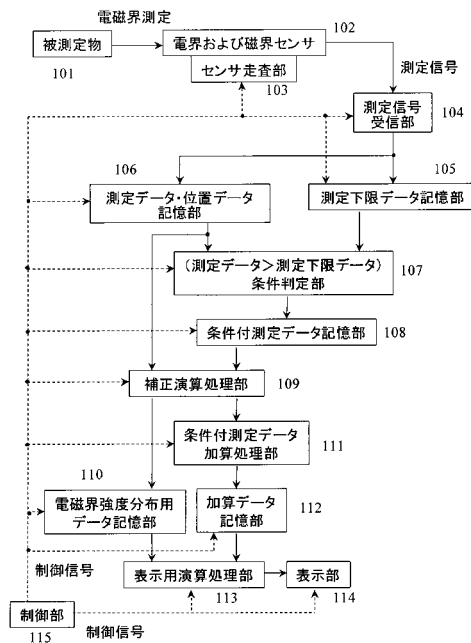 電磁界測定
102
被測定物
電界および磁界センサ
101
センサ走査部
103
測定信号
測定信号
受信部
104
106
105
測定データ・位置データ
記憶部
測定下限データ記憶部
(測定データ>測定下限データ)
条件判定部
107
条件付測定データ記憶部
108
補正演算処理部
109
条件付測定データ
加算処理部
111
110
電磁界強度分布用
データ記憶部
加算データ
記憶部
112
制御信号
表示用演算処理部
表示部
113
114
制御部
115
制御信号